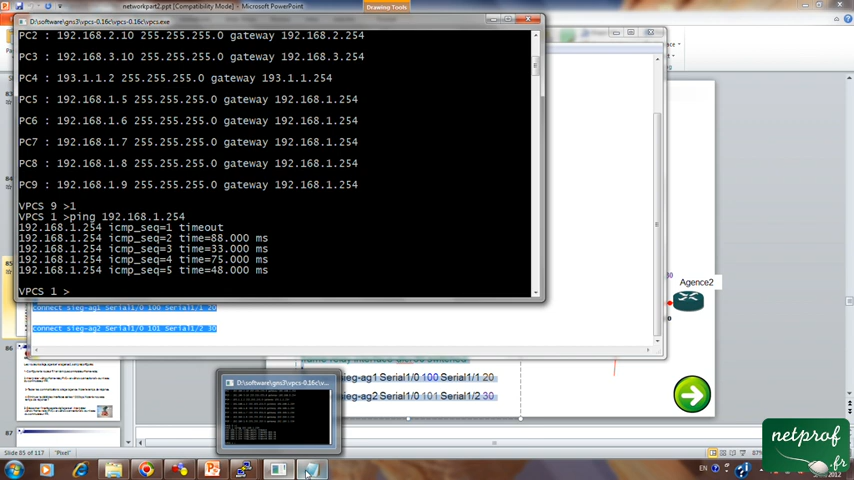 networkpart2.ppt [Compatibility Mode] - Microsoft PowerPoint
Drawing Tools
D:\software\gns3\vpcs-0.16c\vpcs-0.16c\vpcs.exe
PC2 : 192.168.2.10 255.255.255.0 gateway 192.168.2.254
PC3 : 192.168.3.10 255.255.255.0 gateway 192.168.3.254
PC4 : 193.1.1.2 255.255.255.0 gateway 193.1.1.254
PC5 : 192.168.1.5 255.255.255.0 gateway 192.168.1.254
PC6 : 192.168.1.6 255.255.255.0 gateway 192.168.1.254
PC7 : 192.168.1.7 255.255.255.0 gateway 192.168.1.254
PC8 : 192.168.1.8 255.255.255.0 gateway 192.168.1.254
PC9 : 192.168.1.9 255.255.255.0 gateway 192.168.1.254
VPCS 9 >1
VPCS 1 >ping 192.168.1.254
192.168.1.254 icmp_seq=1 timeout
192.168.1.254 icmp_seq=2 time=88.000 ms
192.168.1.254 icmp_seq=3 time=33.000 ms
192.168.1.254 icmp_seq=4 time=75.000 ms
192.168.1.254 icmp_seq=5 time=48.000 ms
VPCS 1 >
Agence2
connect sieg-ag1 Serial1/0 100 Serial1/1 20
connect sieg-ag2 Serial1/0 101 Serial1/2 30
sieg-ag1 Serial1/0 100 Serial1/1 20
sieg-ag2 Serial1/0 101 Serial1/2 30
D:\software\gns3\vpcs-0.16c\v...
85
86
87
Slide 85 of 117
"Pixel"
EN
netprof
.fr